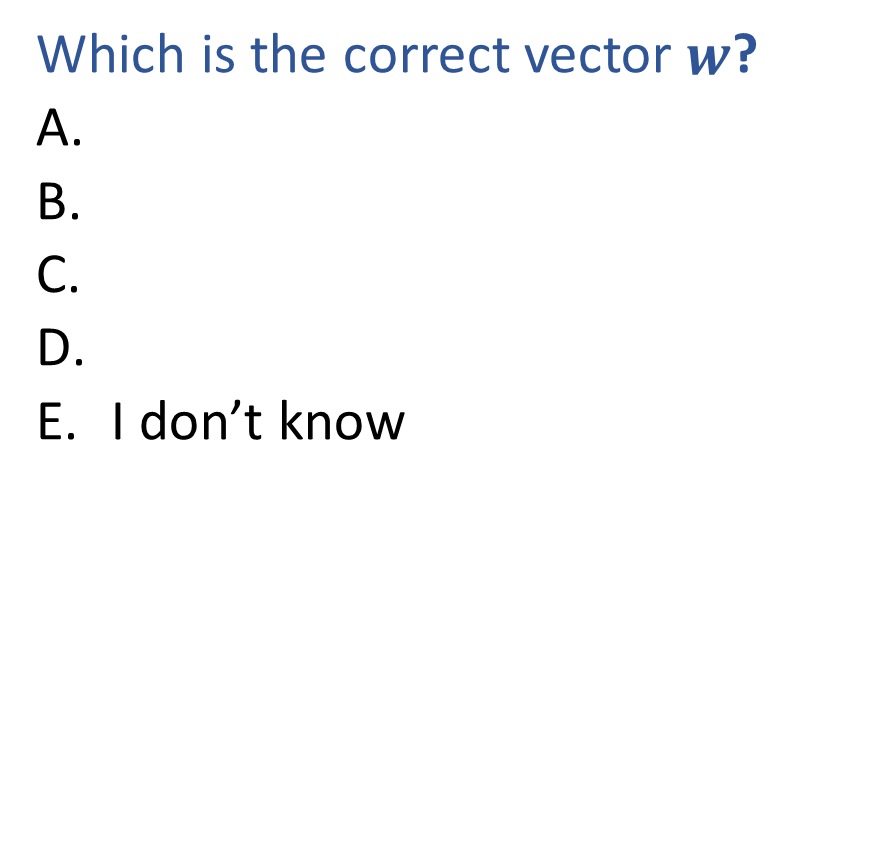 Which is the correct vector w?
A.
B.
C.
D.
E. I don’t know